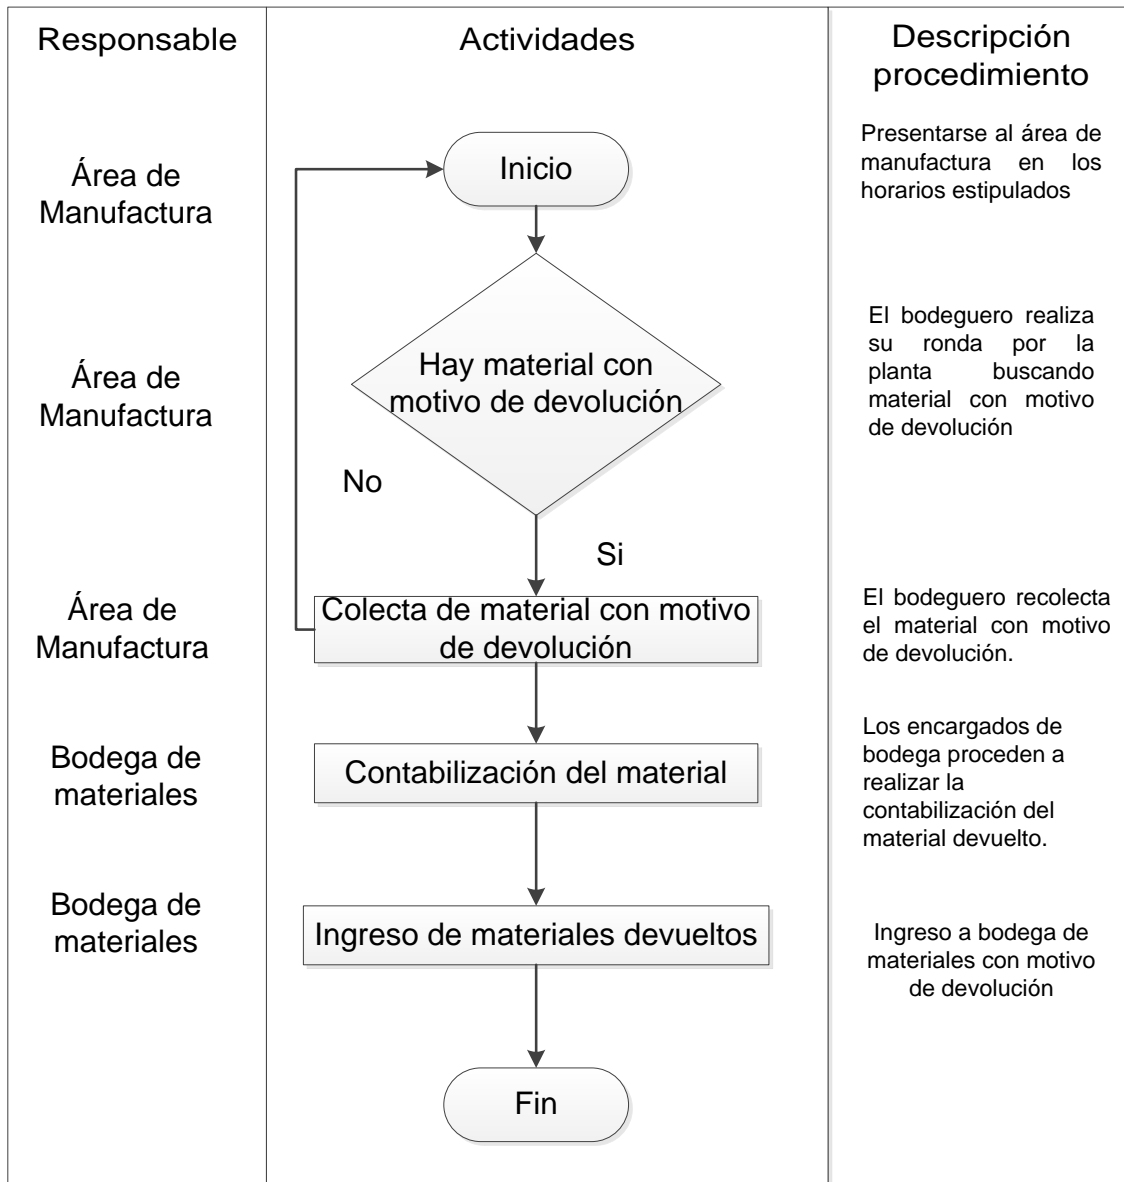 Responsable
Actividades
Descripción
procedimiento
Área de
Manufactura
Inicio
Presentarse al área de
manufactura en los
horarios estipulados
Área de
Manufactura
Hay material con
motivo de devolución
El bodeguero realiza
su ronda por la
planta buscando
material con motivo
de devolución
No
Si
Área de
Manufactura
Colecta de material con motivo
de devolución
El bodeguero recolecta
el material con motivo
de devolución.
Bodega de
materiales
Contabilización del material
Los encargados de
bodega proceden a
realizar la
contabilización del
material devuelto.
Bodega de
materiales
Ingreso de materiales devueltos
Ingreso a bodega de
materiales con motivo
de devolución
Fin